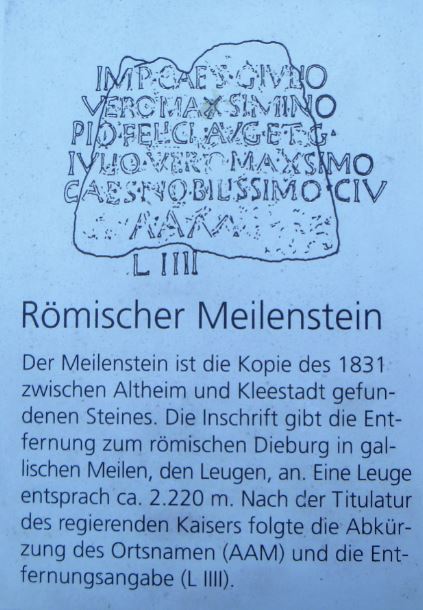 IMP·CAES·G·IVLIO
VERO MAXSIMINO
PIO·FELICI·AVG·ET·G·
IVLIO·VERO MAXSIMO
CAES NOBILISSIMO·CIV
AAM
L IIII
Römischer Meilenstein
Der Meilenstein ist die Kopie des 1831
zwischen Altheim und Kleestadt gefun-
denen Steines. Die Inschrift gibt die Ent-
fernung zum römischen Dieburg in gal-
lischen Meilen, den Leugen, an. Eine Leuge
entsprach ca. 2.220 m. Nach der Titulatur
des regierenden Kaisers folgte die Abkür-
zung des Ortsnamen (AAM) und die Ent-
fernungsangabe (L IIII).